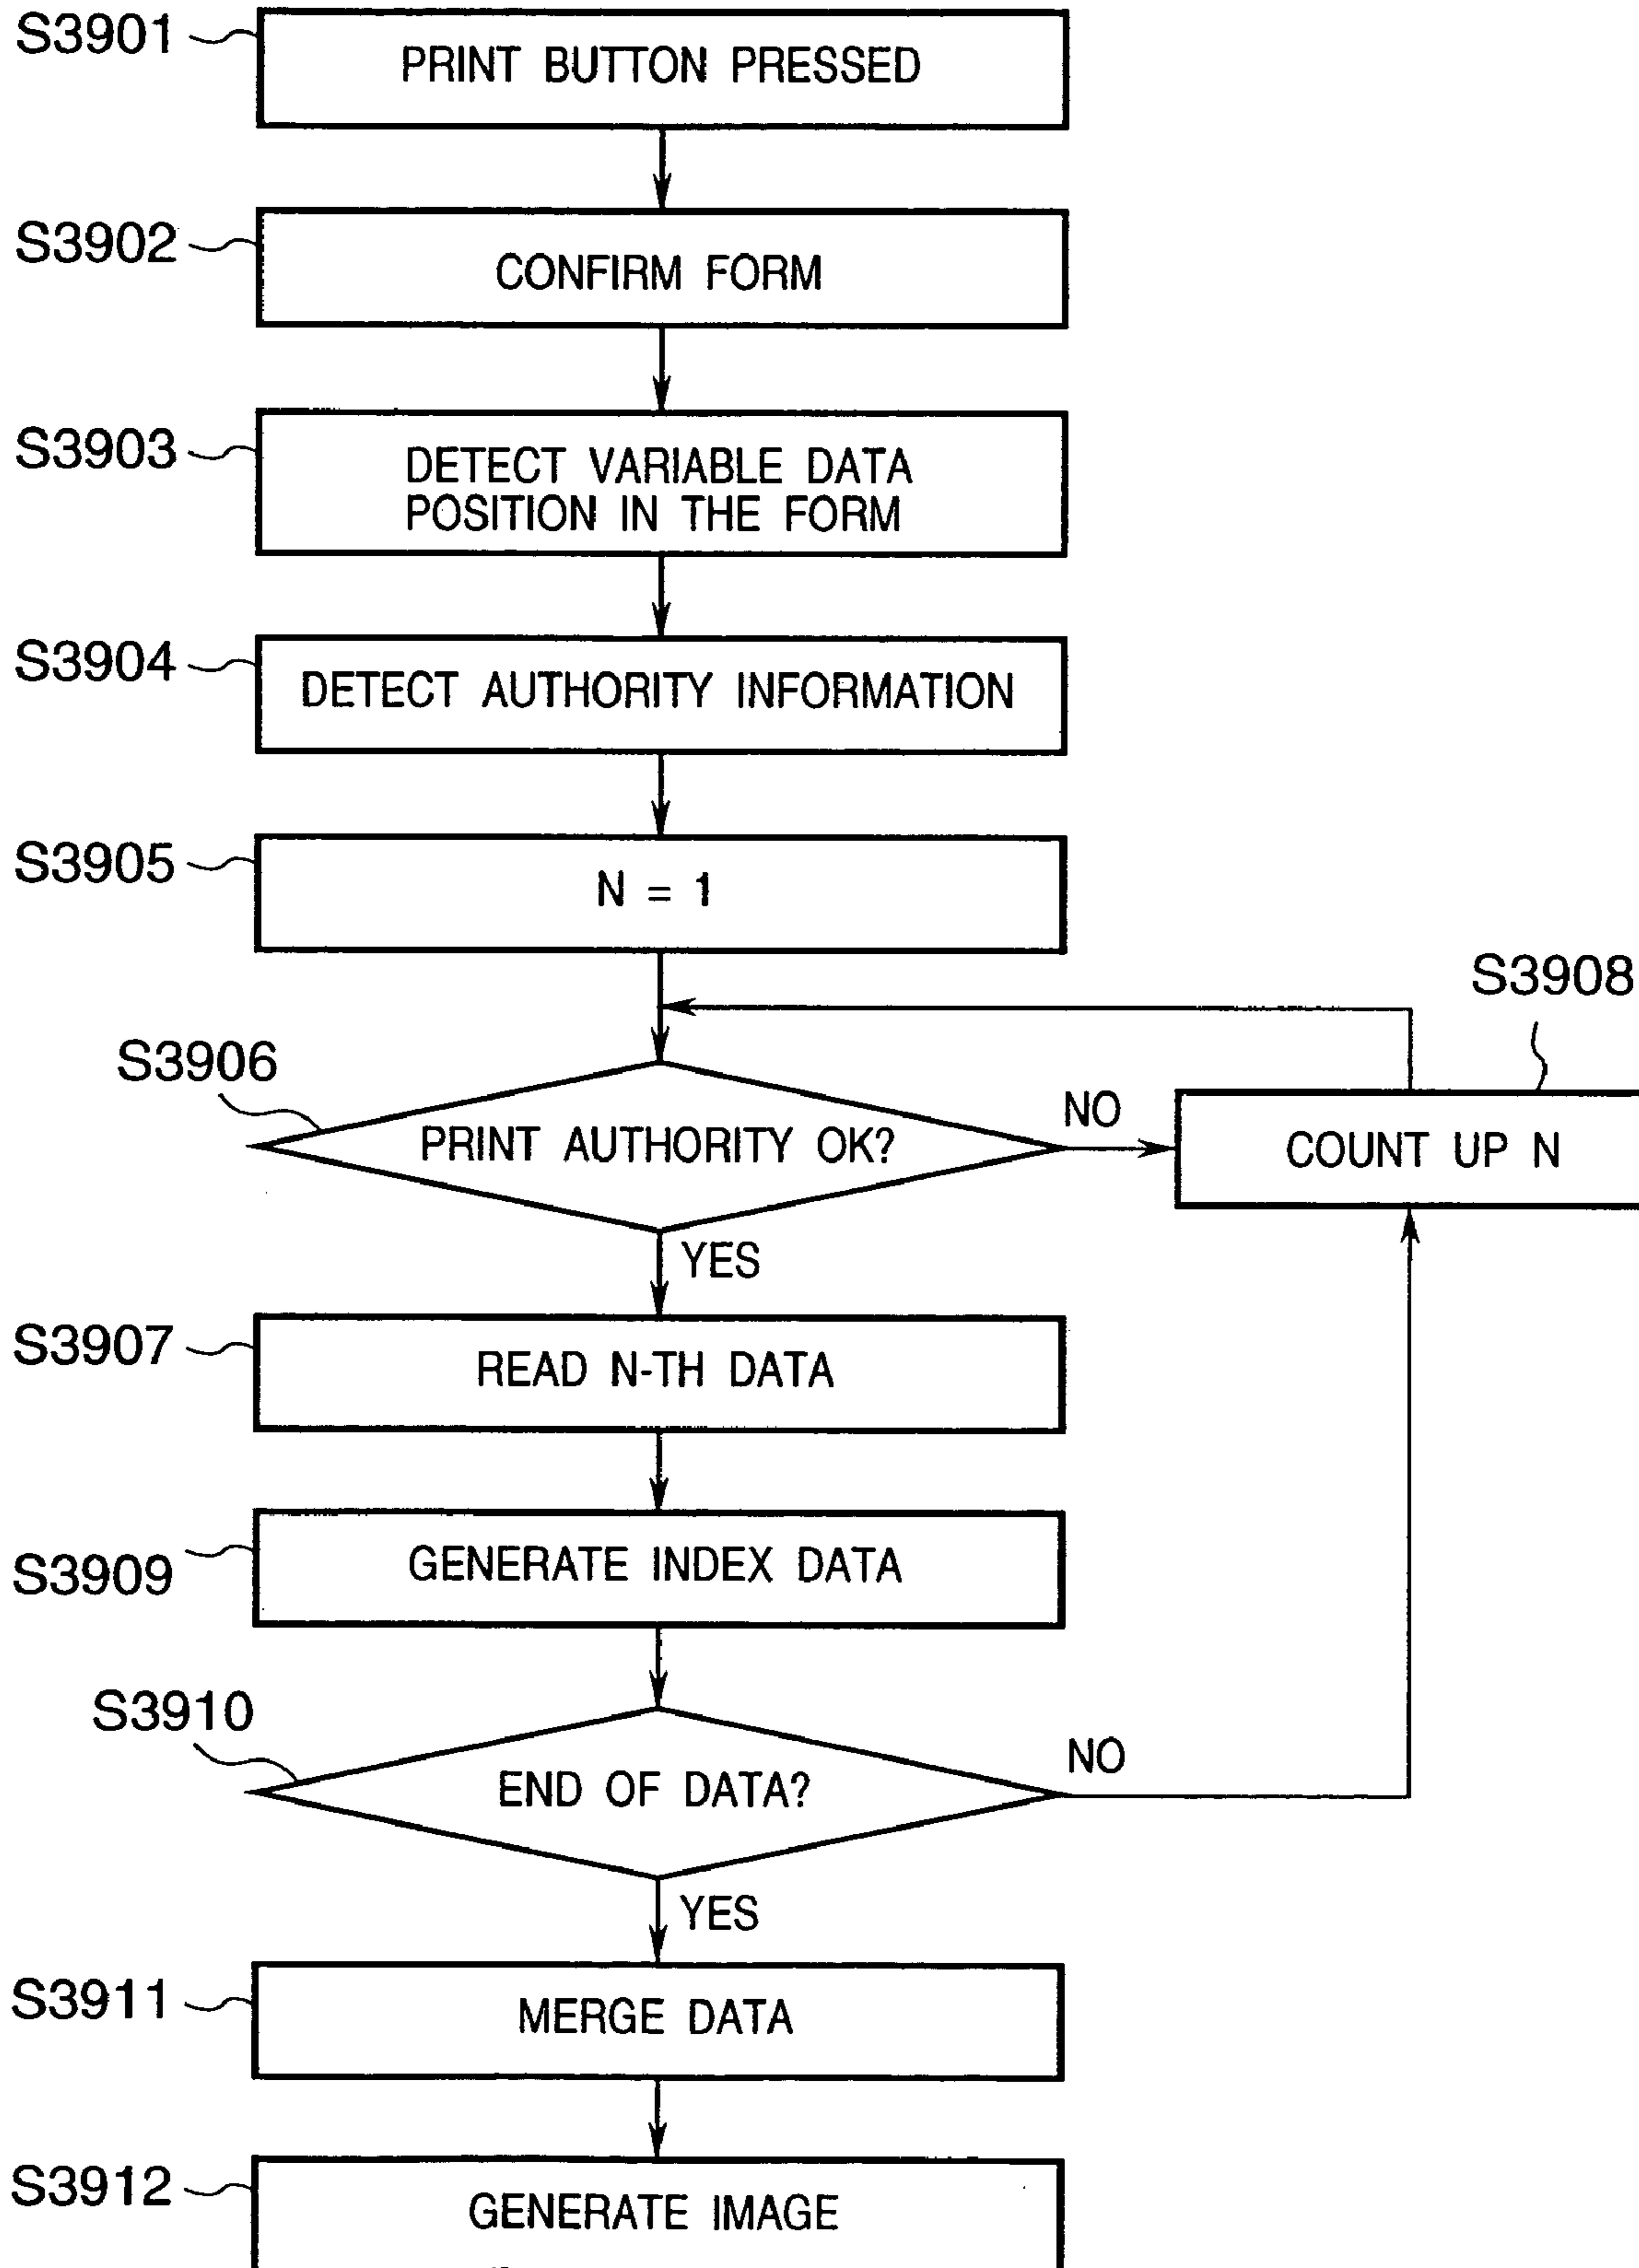 S3901
PRINT BUTTON PRESSED
S3902
CONFIRM FORM
S3903
DETECT VARIABLE DATA
POSITION IN THE FORM
S3904
DETECT AUTHORITY INFORMATION
S3905
N = 1
S3908
S3906
PRINT AUTHORITY OK?
NO
COUNT UP N
YES
S3907
READ N-TH DATA
S3909
GENERATE INDEX DATA
S3910
END OF DATA?
NO
YES
S3911
MERGE DATA
S3912
GENERATE IMAGE